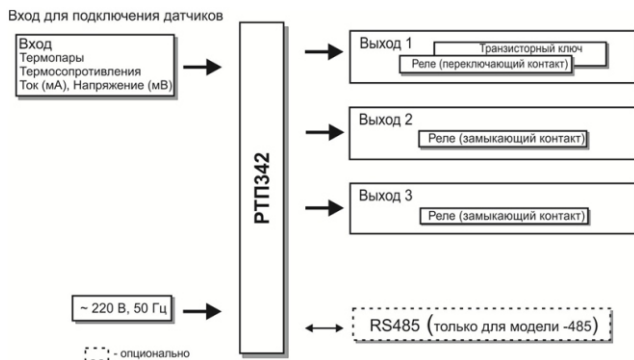 Вход для подключения датчиков
Вход
Термопары
Термосопротивления
Ток (мА), Напряжение (мВ)
~ 220 В, 50 Гц
- опционально
РТП342
Выход 1
Транзисторный ключ
Реле (переключающий контакт)
Выход 2
Реле (замыкающий контакт)
Выход 3
Реле (замыкающий контакт)
RS485 (только для модели -485)